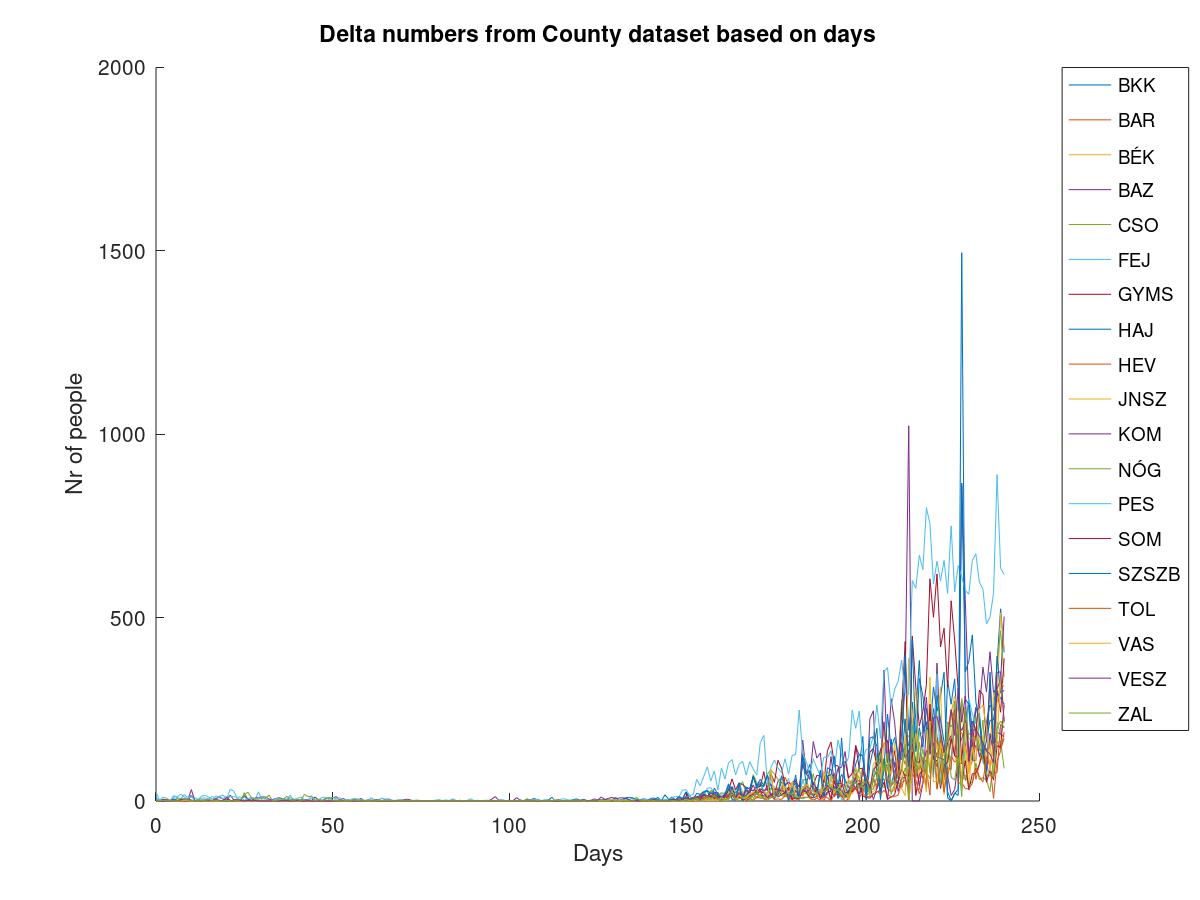 Delta numbers from County dataset based on days
2000
1500
1000
500
0
Nr of people
0 50 100 150 200 250
Days
BKK
BAR
BÉK
BAZ
CSO
FEJ
GYMS
HAJ
HEV
JNSZ
KOM
NÓG
PES
SOM
SZSZB
TOL
VAS
VESZ
ZAL